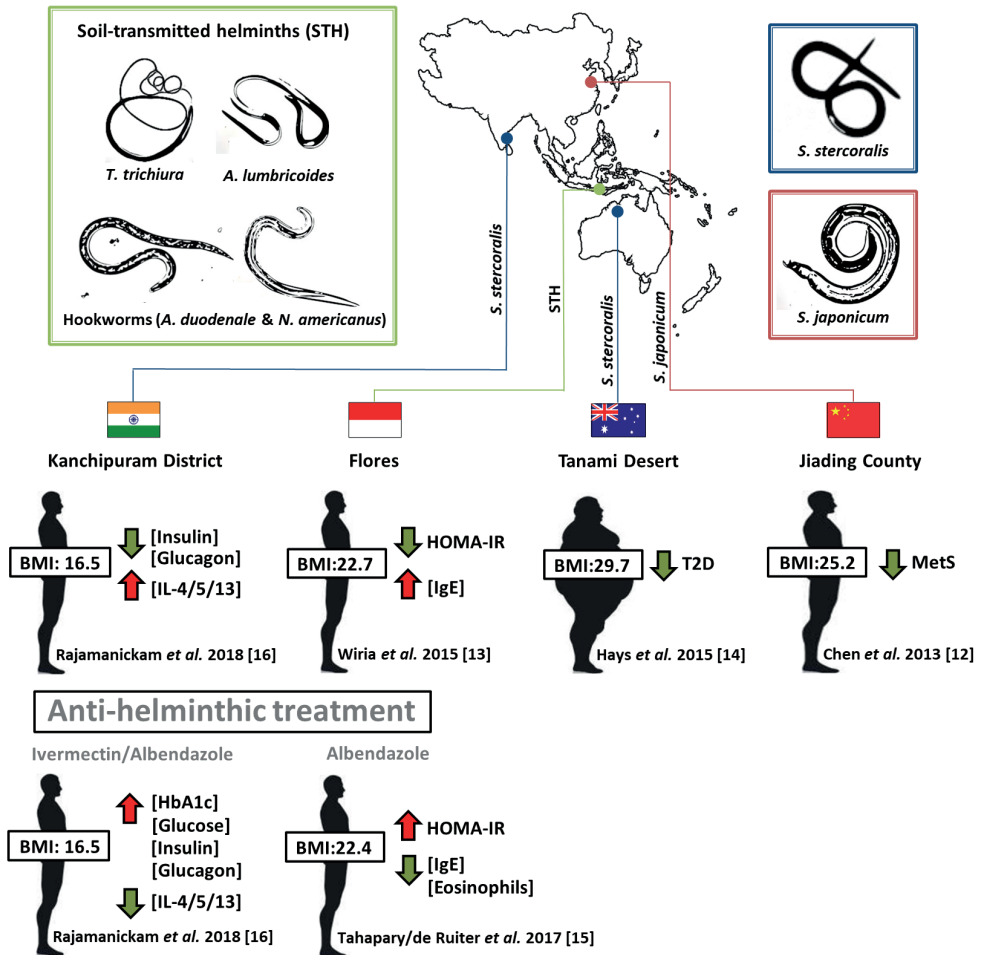 Soil-transmitted helminths (STH)
T. trichiura
A. lumbricoides
Hookworms (A. duodenale & N. americanus)
S. stercoralis
S. japonicum
S. stercoralis
STH
S. stercoralis
S. japonicum
Kanchipuram District
Flores
Tanami Desert
Jiading County
BMI: 16.5
[Insulin]
[Glucagon]
[IL-4/5/13]
Rajamanickam et al. 2018 [16]
BMI:22.7
HOMA-IR
[IgE]
Wiria et al. 2015 [13]
BMI:29.7
T2D
Hays et al. 2015 [14]
BMI:25.2
MetS
Chen et al. 2013 [12]
Anti-helminthic treatment
Ivermectin/Albendazole
BMI: 16.5
[HbA1c]
[Glucose]
[Insulin]
[Glucagon]
[IL-4/5/13]
Rajamanickam et al. 2018 [16]
Albendazole
BMI:22.4
HOMA-IR
[IgE]
[Eosinophils]
Tahapary/de Ruiter et al. 2017 [15]